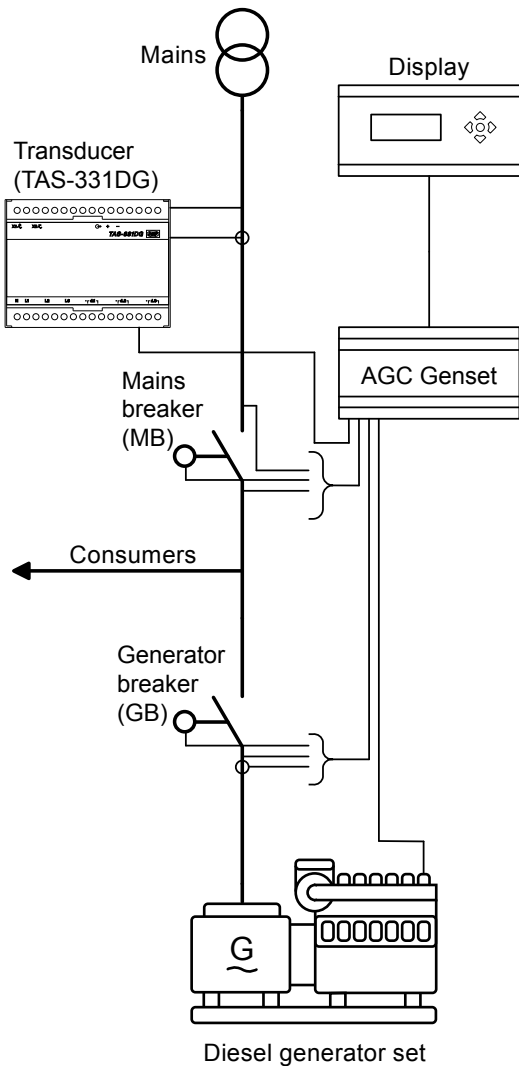 Mains
Display
Transducer
(TAS-331DG)
TAS-331DG
AGC Genset
Mains
breaker
(MB)
Consumers
Generator
breaker
(GB)
G
Diesel generator set